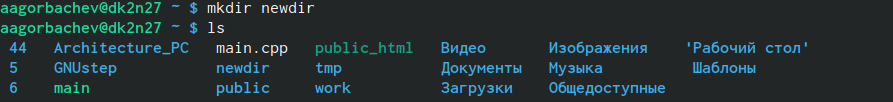 aagorbachev@dk2n27 ~ $ mkdir newdir
aagorbachev@dk2n27 ~ $ ls
44 Architecture_PC main.cpp public_html Видео Изображения 'Рабочий стол'
5 GNUstep newdir tmp Документы Музыка Шаблоны
6 main public work Загрузки Общедоступные